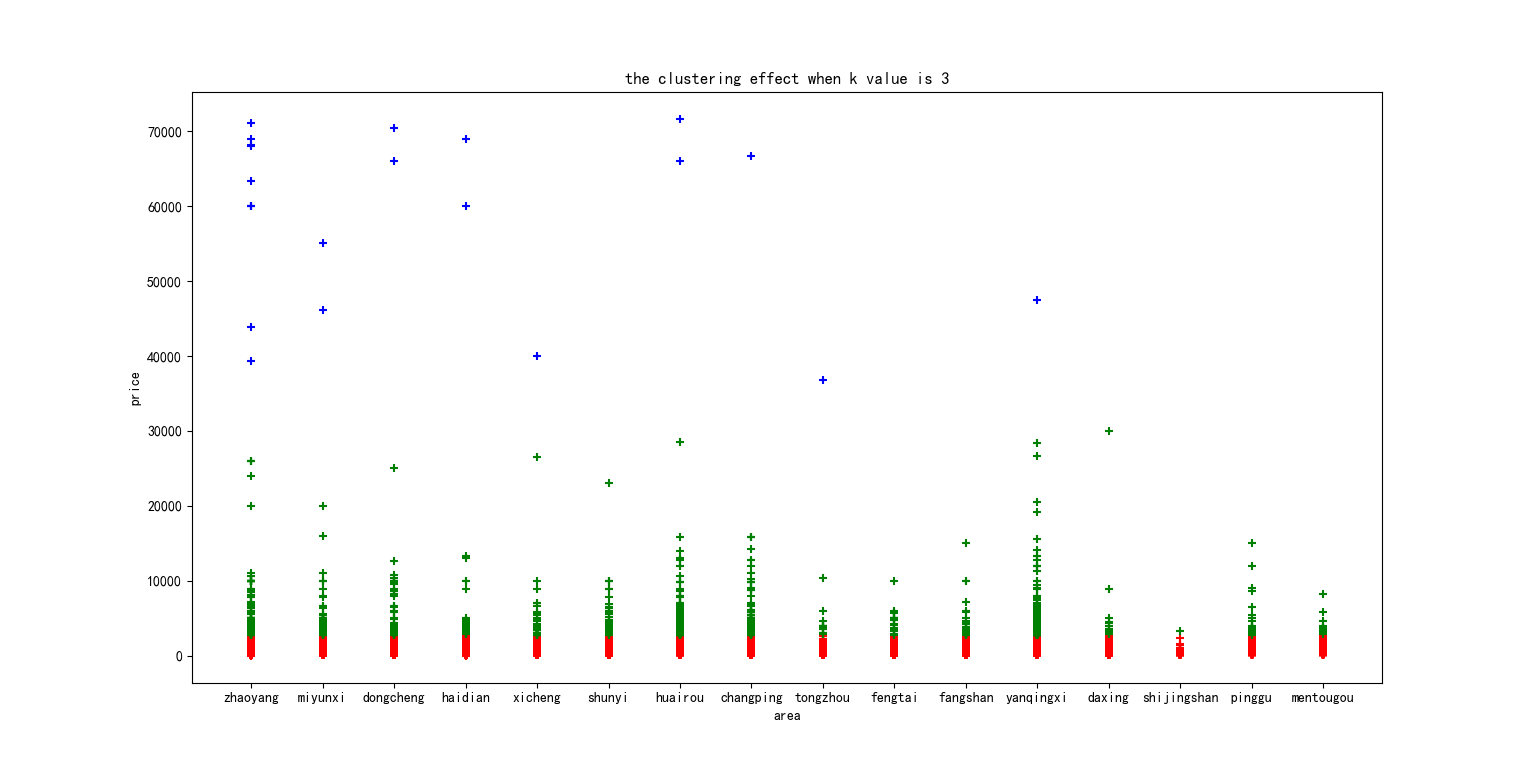 the clustering effect when k value is 3
70000
60000
50000
40000
30000
20000
10000
0
price
zhaoyang miyunxi dongcheng haidian xicheng shunyi huairou changping tongzhou fengtai fangshan yanqingxi daxing shijingshan pinggu mentougou
area